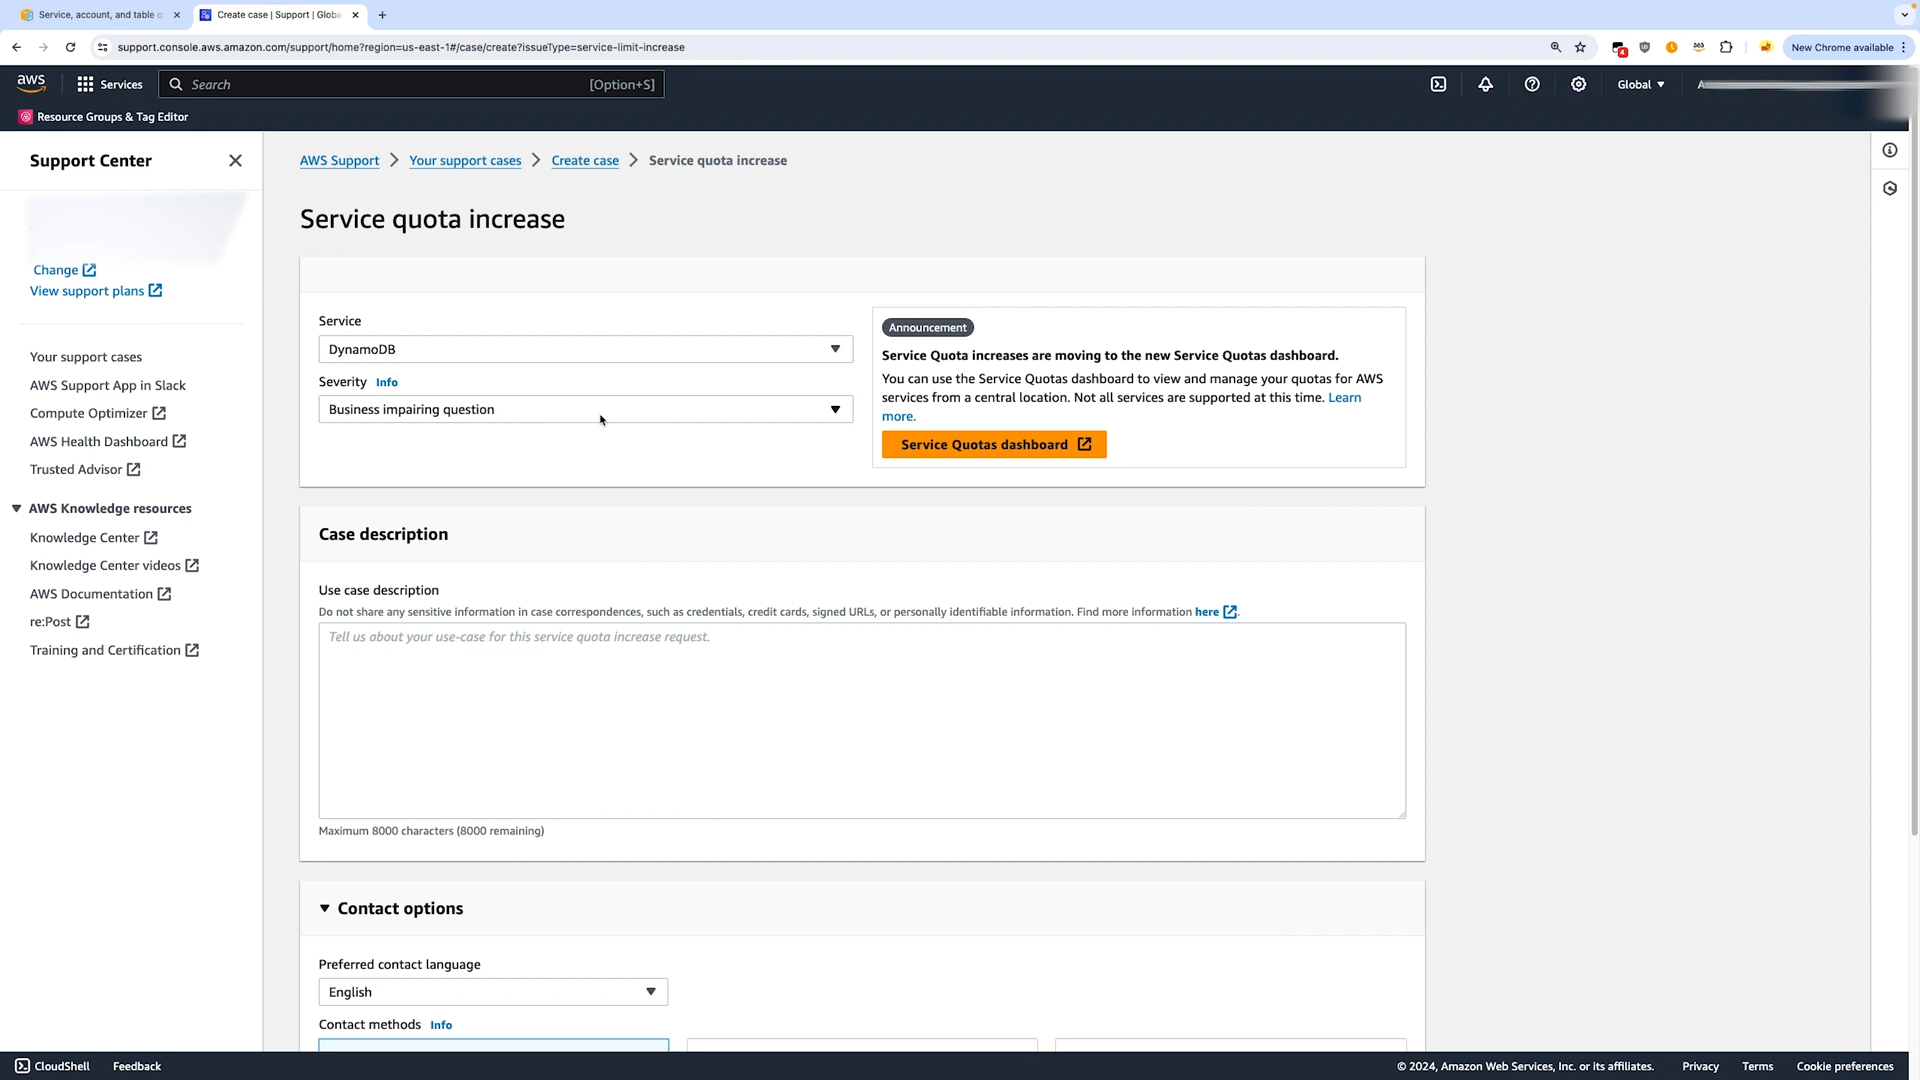 Service, account, and table
Create case | Support | Globa
support.console.aws.amazon.com/support/home?region=us-east-1#/case/create?issueType=service-limit-increase
4
New Chrome available
aws
Services
Search
[Option+S]
Global
A
Resource Groups & Tag Editor
Support Center
Change
View support plans
Your support cases
AWS Support App in Slack
Compute Optimizer
AWS Health Dashboard
Trusted Advisor
AWS Knowledge resources
Knowledge Center
Knowledge Center videos
AWS Documentation
re:Post
Training and Certification
AWS Support > Your support cases > Create case > Service quota increase
Service quota increase
Service
DynamoDB
Severity Info
Business impairing question
Announcement
Service Quota increases are moving to the new Service Quotas dashboard.
You can use the Service Quotas dashboard to view and manage your quotas for AWS
services from a central location. Not all services are supported at this time. Learn
more.
Service Quotas dashboard
Case description
Use case description
Do not share any sensitive information in case correspondences, such as credentials, credit cards, signed URLs, or personally identifiable information. Find more information here.
Tell us about your use-case for this service quota increase request.
Maximum 8000 characters (8000 remaining)
Contact options
Preferred contact language
English
Contact methods Info
CloudShell
Feedback
© 2024, Amazon Web Services, Inc. or its affiliates.
Privacy
Terms
Cookie preferences